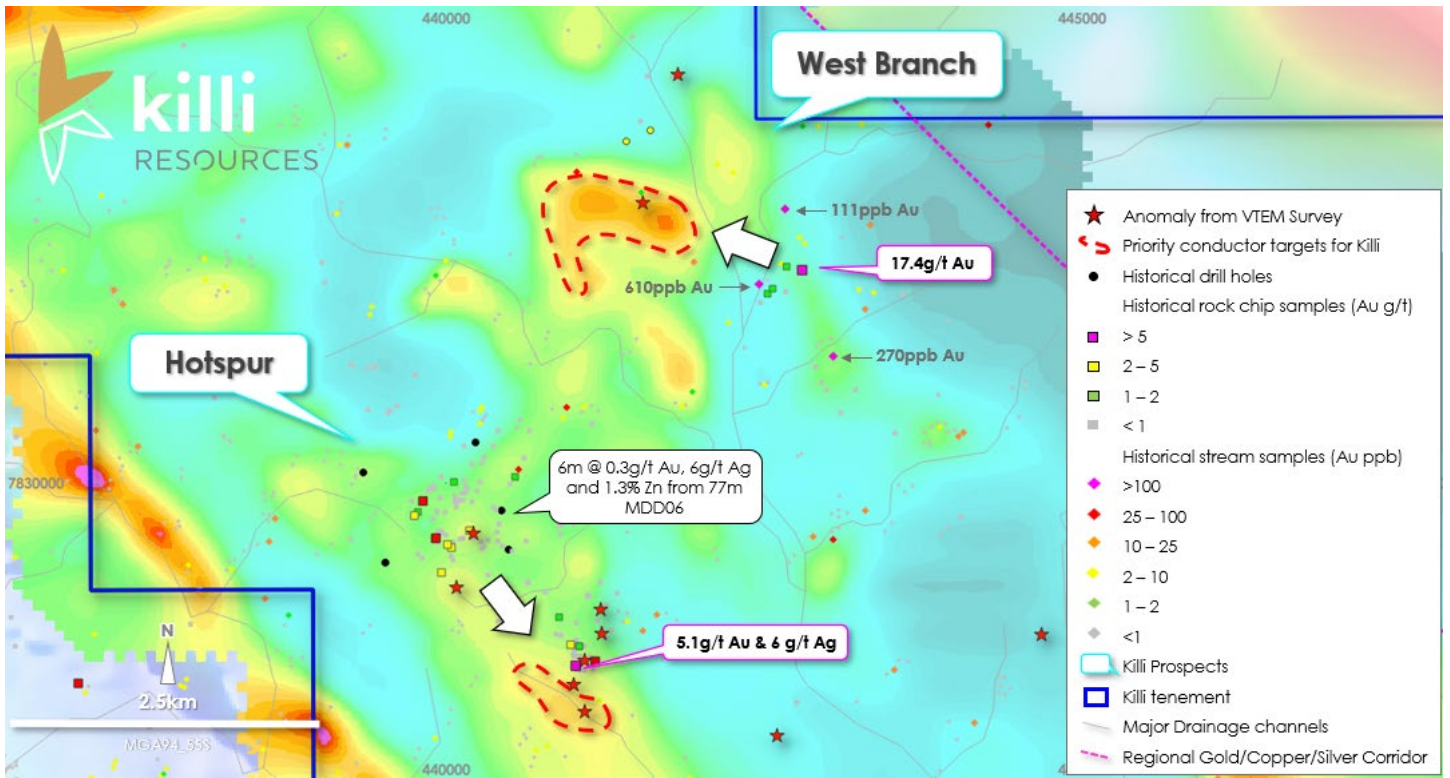 440000
445000
killi
RESOURCES
West Branch
111ppb Au
17.4g/t Au
610ppb Au
270ppb Au
Hotspur
7830000
6m @ 0.3g/t Au, 6g/t Ag
and 1.3% Zn from 77m
MDD06
5.1g/t Au & 6 g/t Ag
N
2.5km
MGA94_55S
440000
Anomaly from VTEM Survey
Priority conductor targets for Killi
Historical drill holes
Historical rock chip samples (Au g/t)
> 5
2 – 5
1 – 2
< 1
Historical stream samples (Au ppb)
>100
25 – 100
10 – 25
2 – 10
1 – 2
<1
Killi Prospects
Killi tenement
Major Drainage channels
Regional Gold/Copper/Silver Corridor